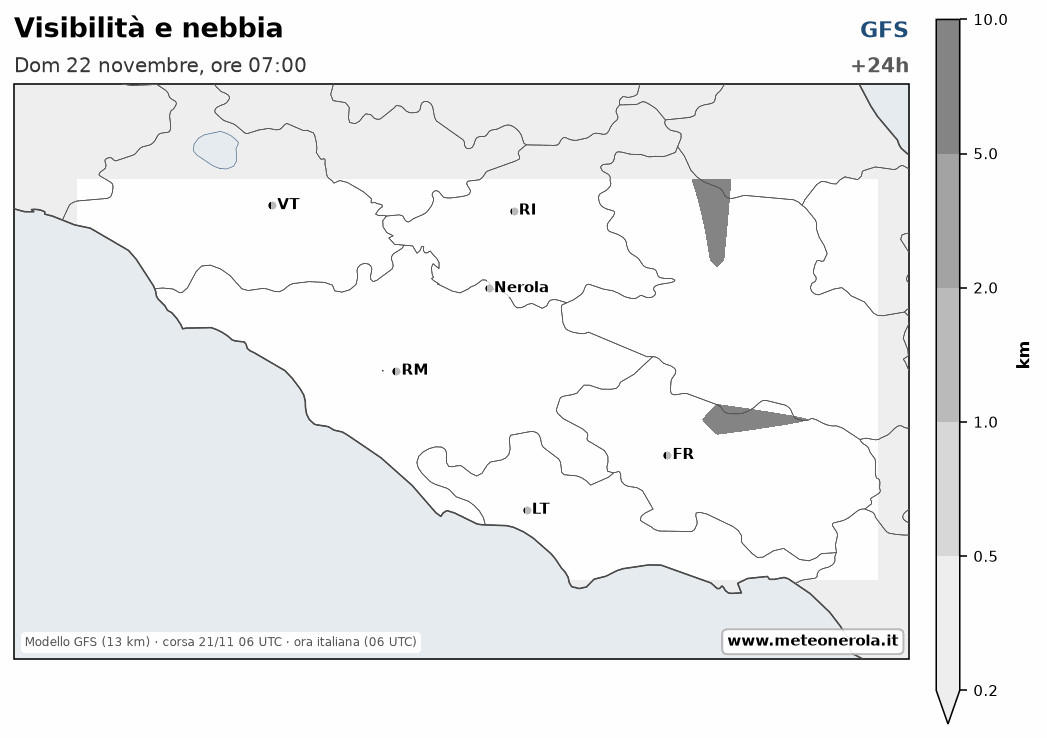 Visibilità e nebbia
GFS
Dom 22 novembre, ore 07:00
+24h
VT
RI
Nerola
RM
FR
LT
Modello GFS (13 km) · corsa 21/11 06 UTC · ora italiana (06 UTC)
www.meteonerola.it
10.0
5.0
2.0
1.0
0.5
0.2
km